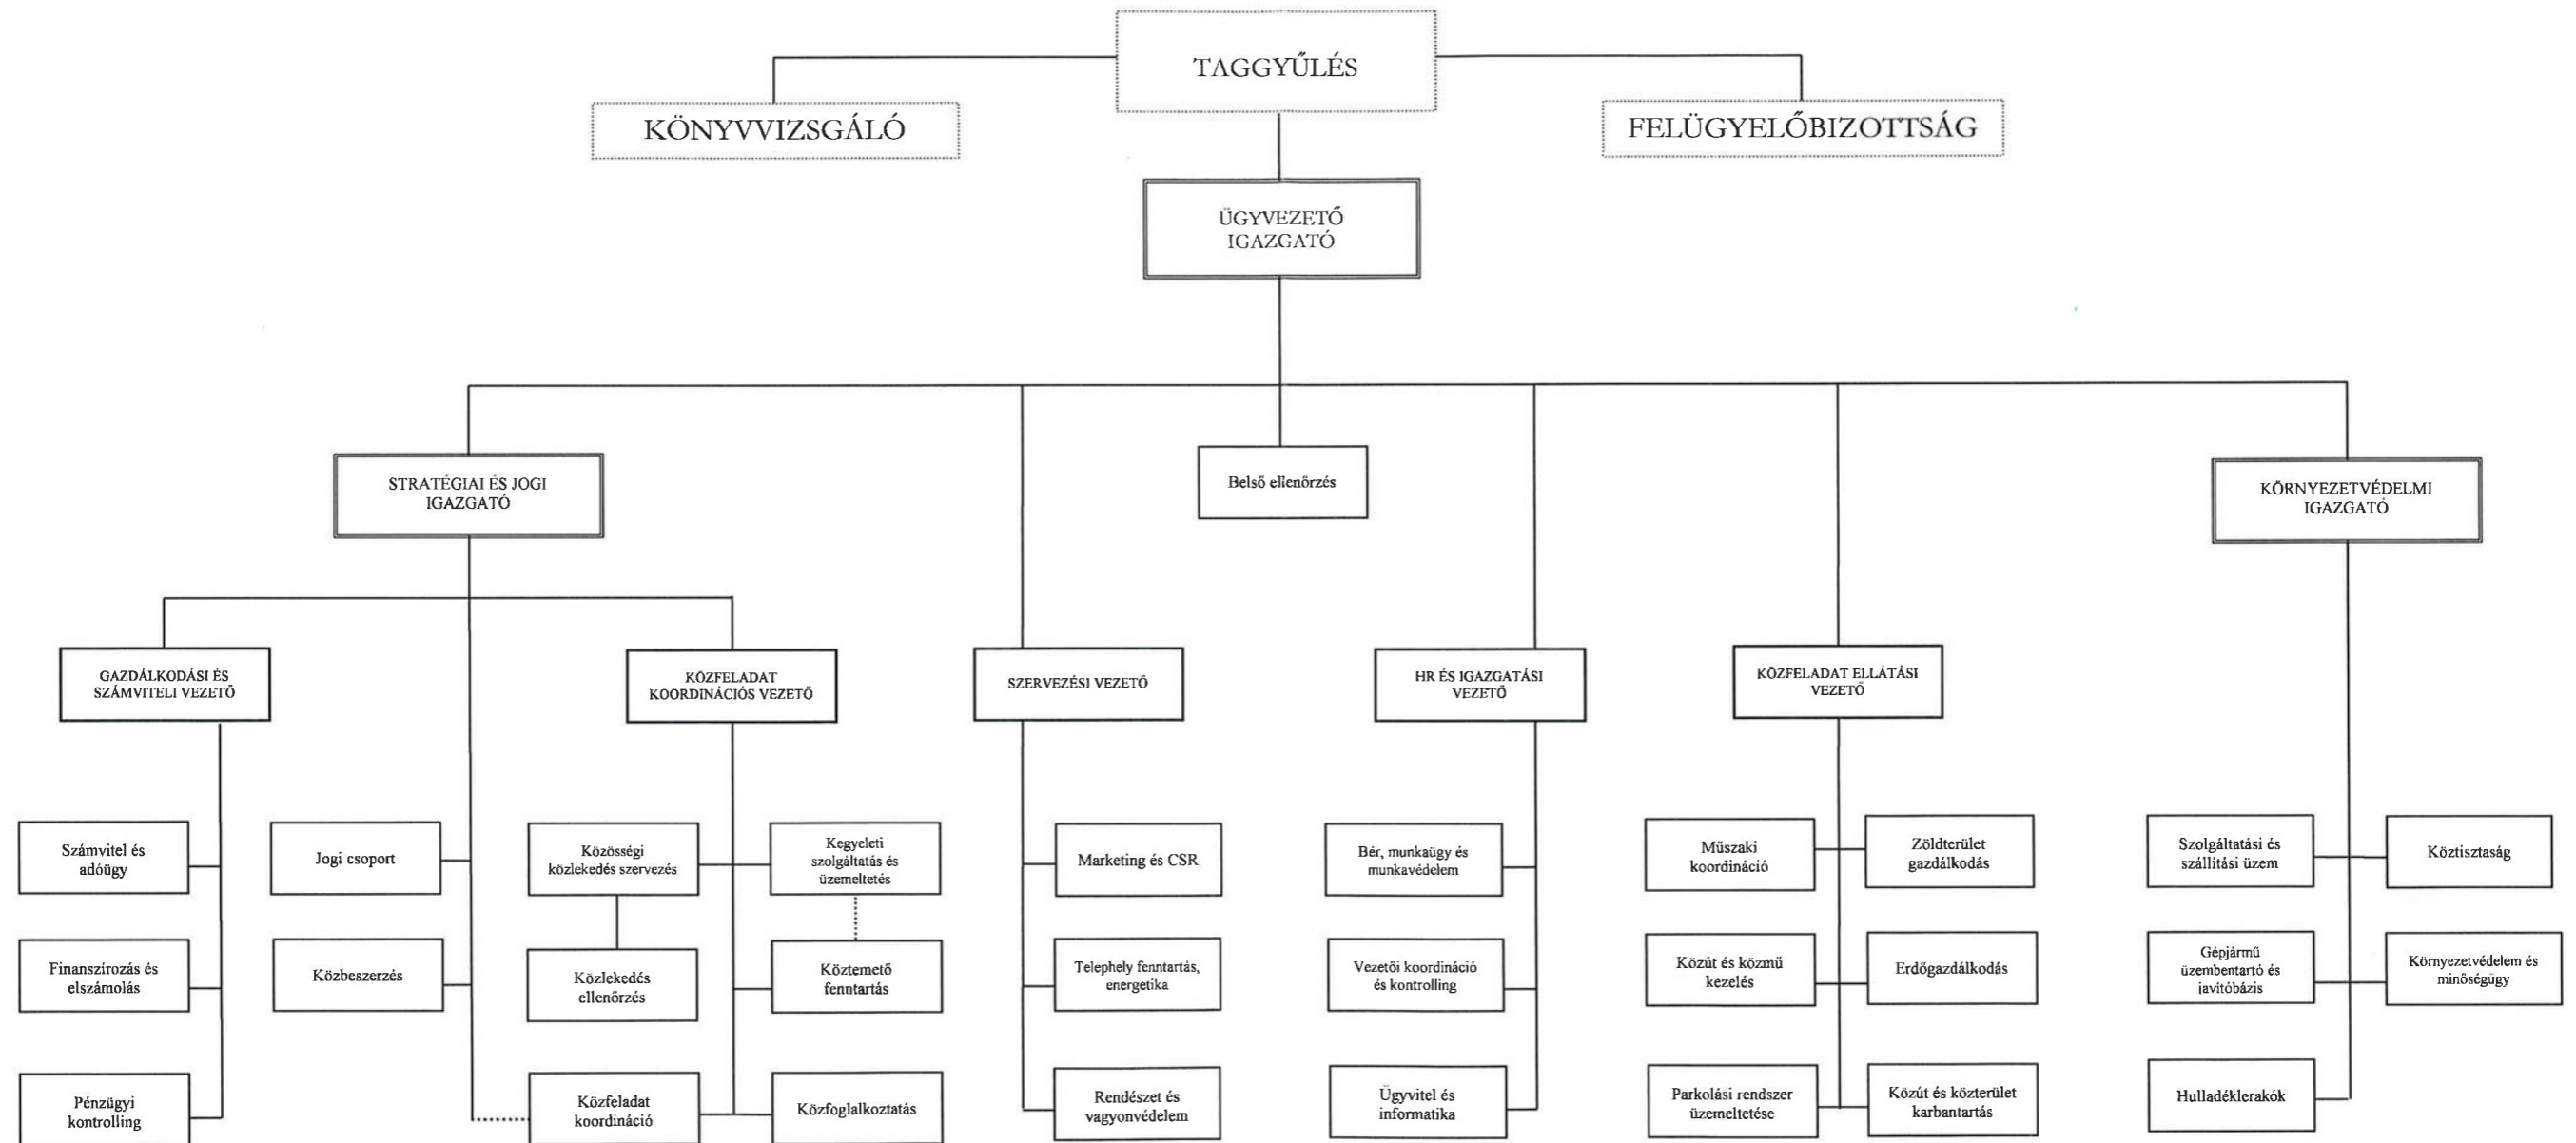 TAGGYŰLÉS
KÖNYVVIZSGÁLÓ
FELÜGYELŐBIZOTTSÁG
ÜGYVEZETŐ
IGAZGATÓ
STRATÉGIAI ÉS JOGI
IGAZGATÓ
Belső ellenőrzés
KÖRNYEZETVÉDELMI
IGAZGATÓ
GAZDÁLKODÁSI ÉS
SZÁMVITELI VEZETŐ
KÖZFELADAT
KOORDINÁCIÓS VEZETŐ
SZERVEZÉSI VEZETŐ
HR ÉS IGAZGATÁSI
VEZETŐ
KÖZFELADAT ELLÁTÁSI
VEZETŐ
Számvitel és
adóügy
Jogi csoport
Közösségi
közlekedés szervezés
Kegyeleti
szolgáltatás és
üzemeltetés
Marketing és CSR
Bér, munkaügy és
munkavédelem
Műszaki
koordináció
Zöldterület
gazdálkodás
Szolgáltatási és
szállítási üzem
Köztisztaság
Finanszírozás és
elszámolás
Közbeszerzés
Közlekedés
ellenőrzés
Köztemető
fenntartás
Telephely fenntartás,
energetika
Vezetői koordináció
és kontrolling
Közút és közmű
kezelés
Erdőgazdálkodás
Gépjármű
üzembentartó és
javítóbázis
Környezetvédelem és
minőségügy
Pénzügyi
kontrolling
Közfeladat
koordináció
Közfoglalkoztatás
Rendészet és
vagyonvédelem
Ügyvitel és
informatika
Parkolási rendszer
üzemeltetése
Közút és közterület
karbantartás
Hulladéklerakók